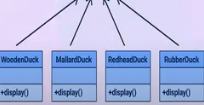 WoodenDuck
MallardDuck
RedheadDuck
RubberDuck
+display()
+display()
+display()
+display()